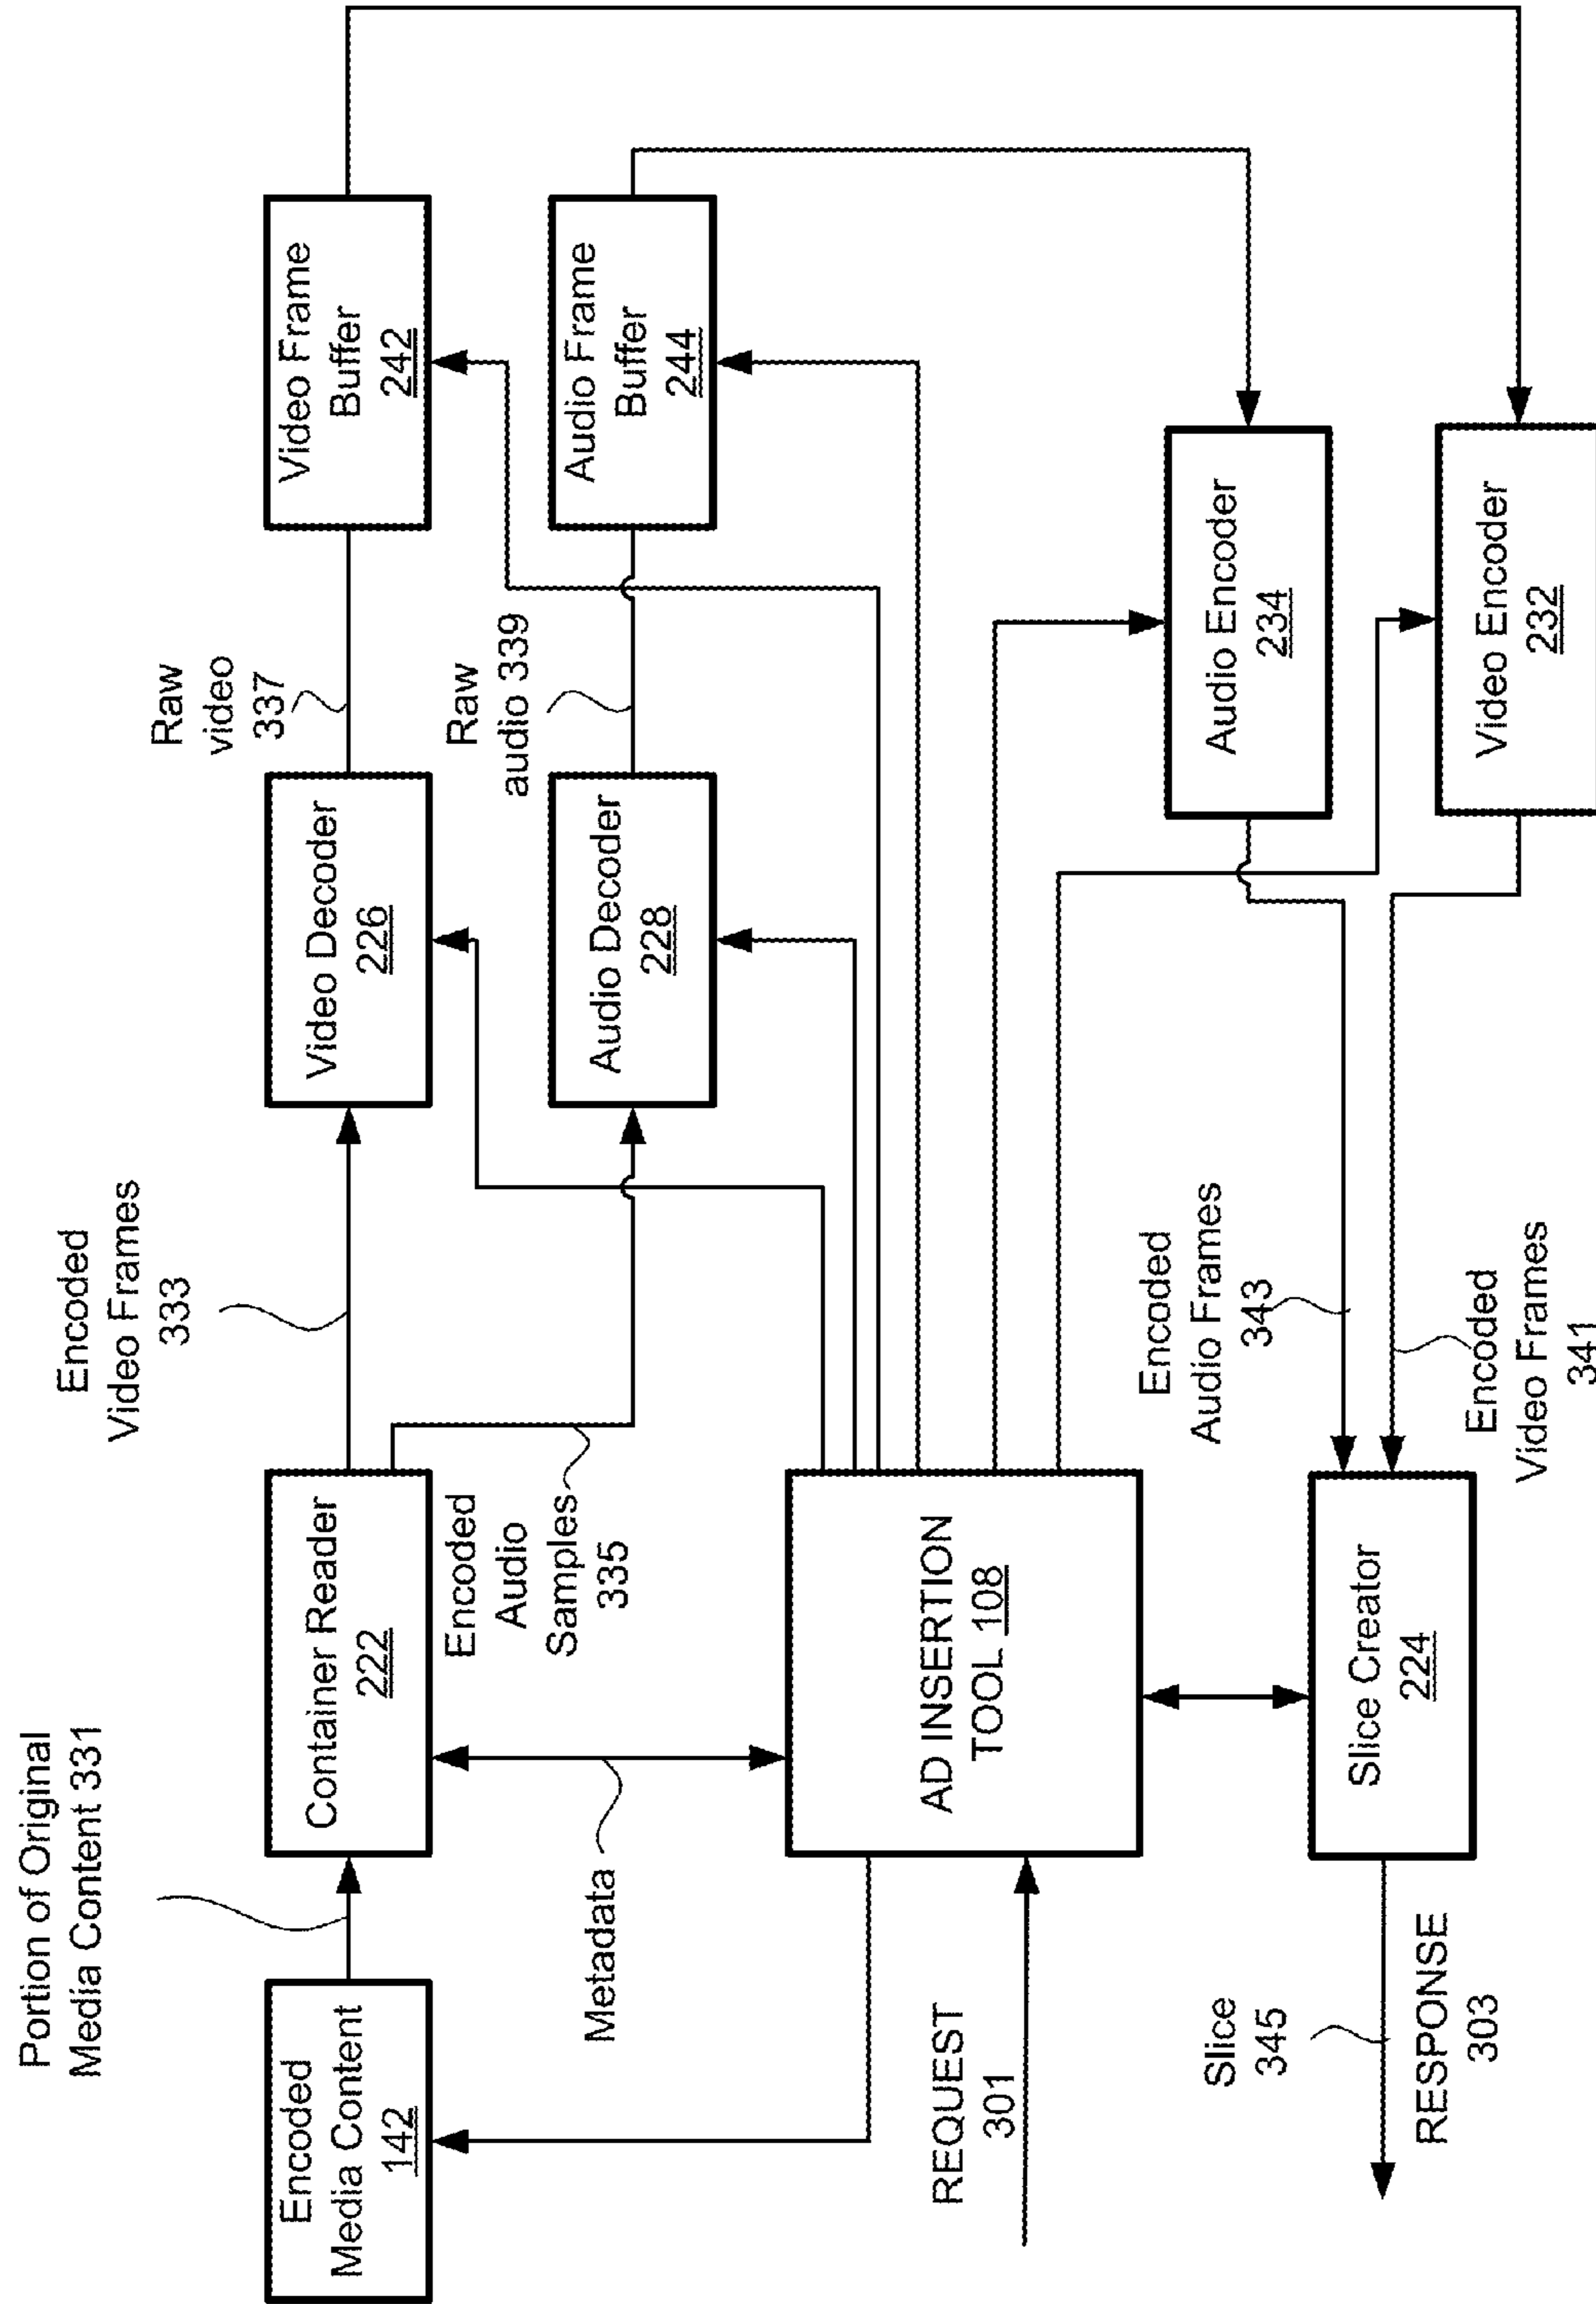 Portion of Original
Media Content 331
Encoded
Video Frames
333
Raw
video
337
Encoded
Media Content
142
Container Reader
222
Video Decoder
226
Video Frame
Buffer
242
Encoded
Audio
Samples
335
Raw
audio 339
Audio Decoder
228
Audio Frame
Buffer
244
Metadata
REQUEST
301
AD INSERTION
TOOL 108
Encoded
Audio Frames
343
Audio Encoder
234
Slice
345
RESPONSE
303
Slice Creator
224
Encoded
Video Frames
341
Video Encoder
232